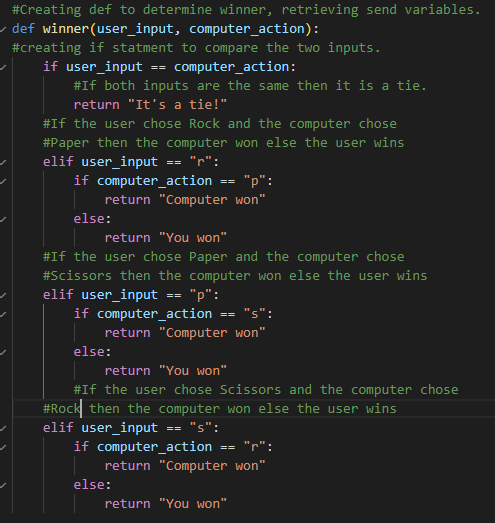 #Creating def to determine winner, retrieving send variables.
def winner(user_input, computer_action):
#creating if statment to compare the two inputs.
    if user_input == computer_action:
        #If both inputs are the same then it is a tie.
        return "It's a tie!"
    #If the user chose Rock and the computer chose
    #Paper then the computer won else the user wins
    elif user_input == "r":
        if computer_action == "p":
            return "Computer won"
        else:
            return "You won"
    #If the user chose Paper and the computer chose
    #Scissors then the computer won else the user wins
    elif user_input == "p":
        if computer_action == "s":
            return "Computer won"
        else:
            return "You won"
        #If the user chose Scissors and the computer chose
    #Rock then the computer won else the user wins
    elif user_input == "s":
        if computer_action == "r":
            return "Computer won"
        else:
            return "You won"